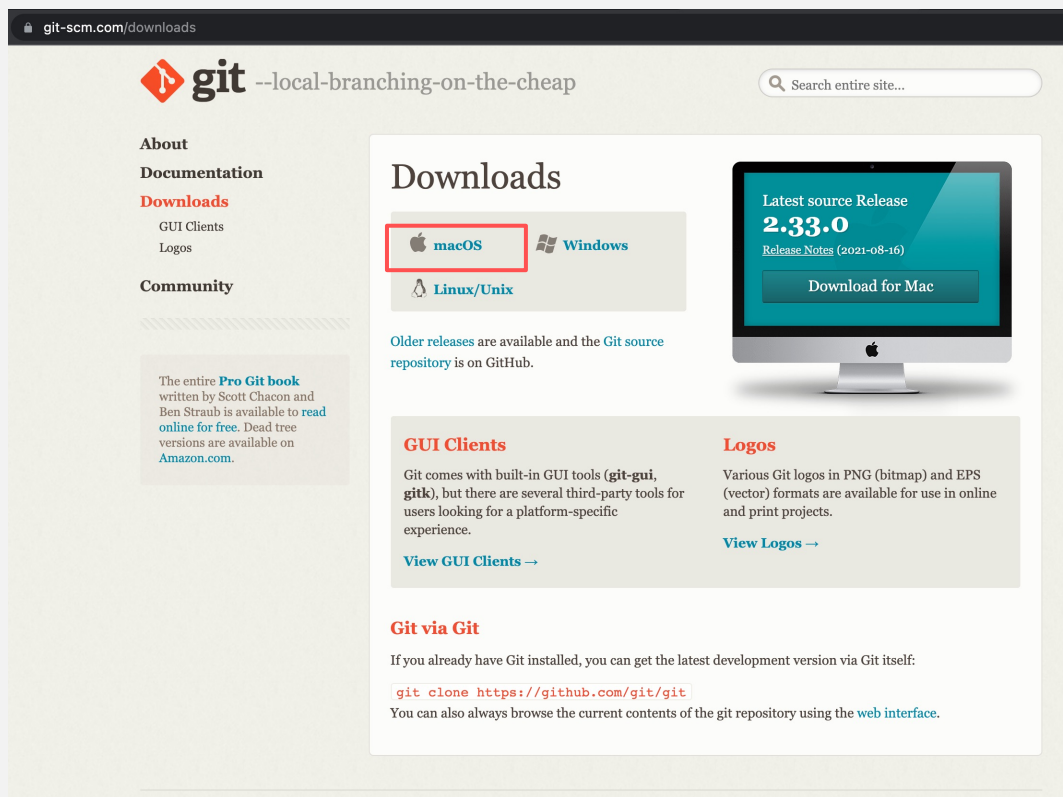 git-scm.com/downloads
git --local-branching-on-the-cheap
Search entire site...
About
Documentation
Downloads
GUI Clients
Logos
Community
The entire Pro Git book
written by Scott Chacon and
Ben Straub is available to read
online for free. Dead tree
versions are available on
Amazon.com.
Downloads
macOS
Windows
Linux/Unix
Older releases are available and the Git source
repository is on GitHub.
Latest source Release
2.33.0
Release Notes (2021-08-16)
Download for Mac
GUI Clients
Git comes with built-in GUI tools (git-gui,
gitk), but there are several third-party tools for
users looking for a platform-specific
experience.
View GUI Clients →
Logos
Various Git logos in PNG (bitmap) and EPS
(vector) formats are available for use in online
and print projects.
View Logos →
Git via Git
If you already have Git installed, you can get the latest development version via Git itself:
git clone https://github.com/git/git
You can also always browse the current contents of the git repository using the web interface.